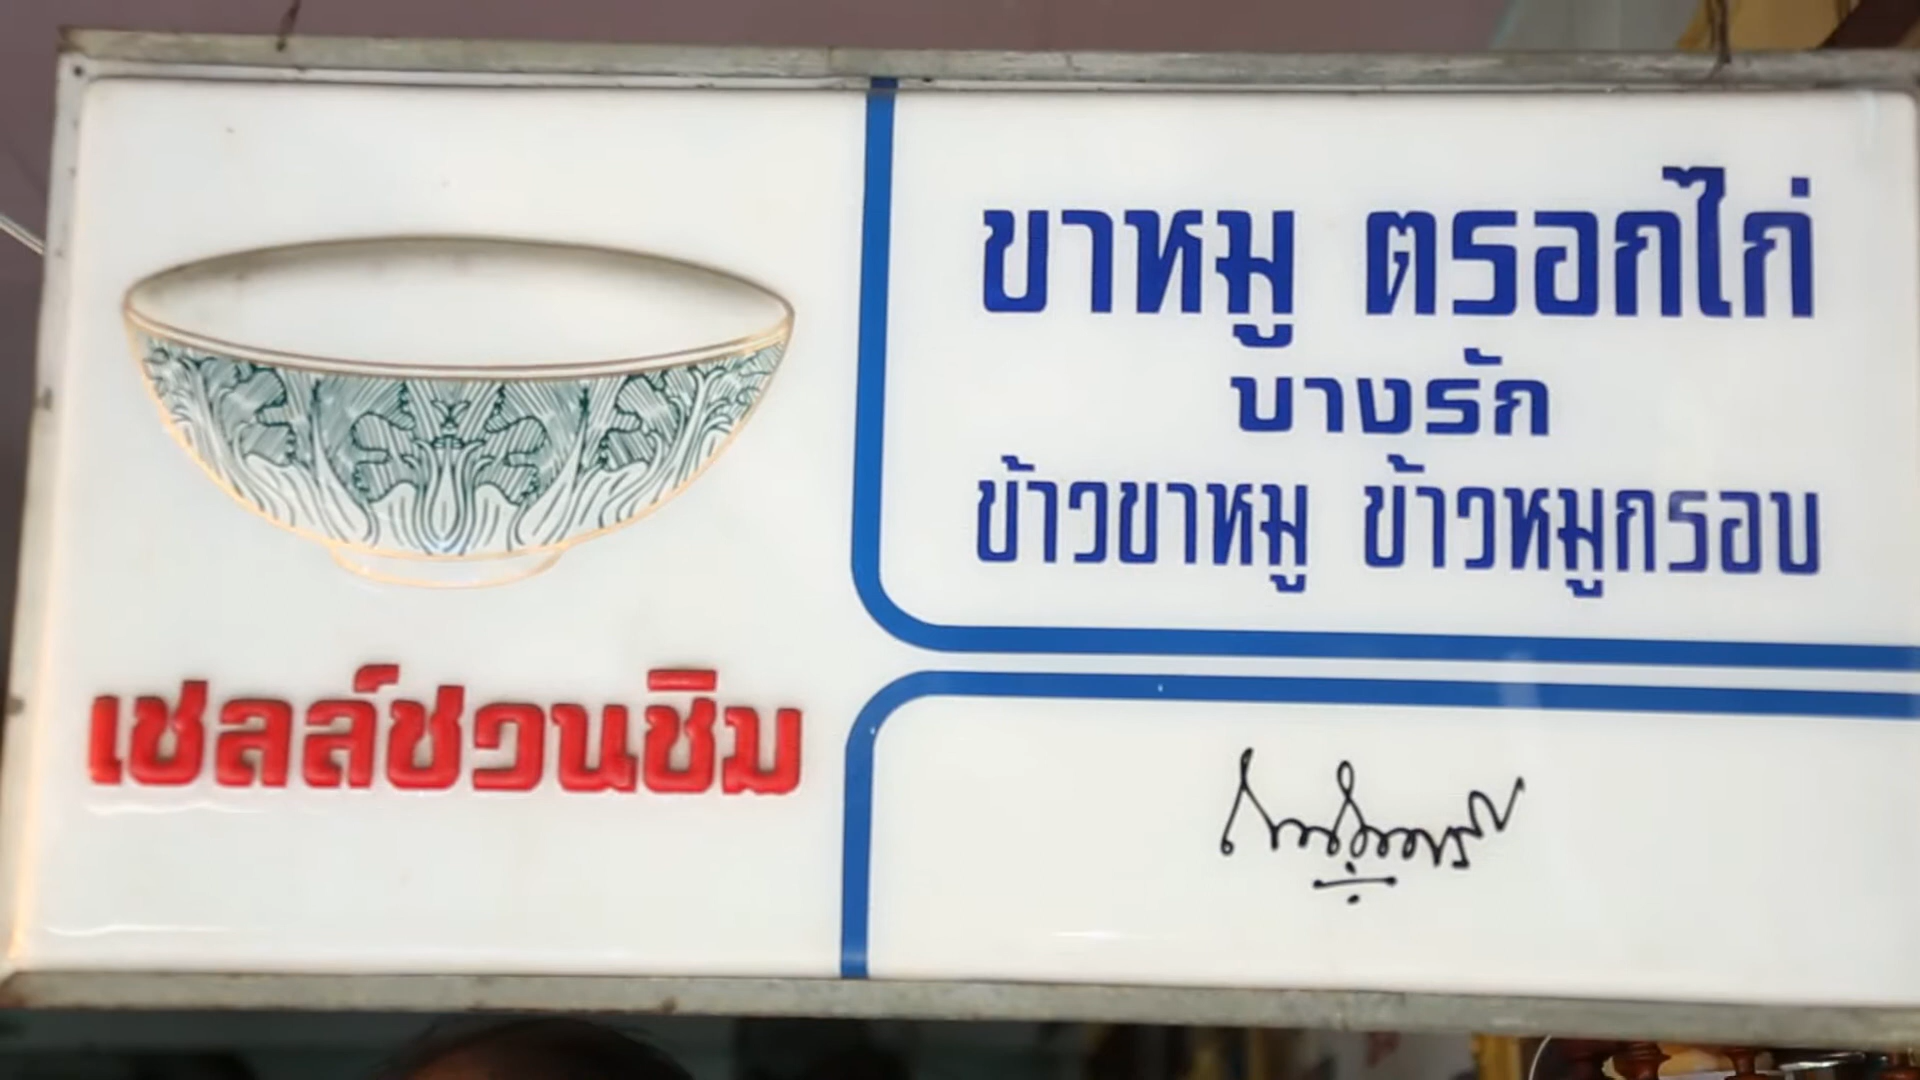 ขาหมู ตรอกไก่
บางรัก
ข้าวขาหมู ข้าวหมูกรอบ
เชลล์ชวนชิม